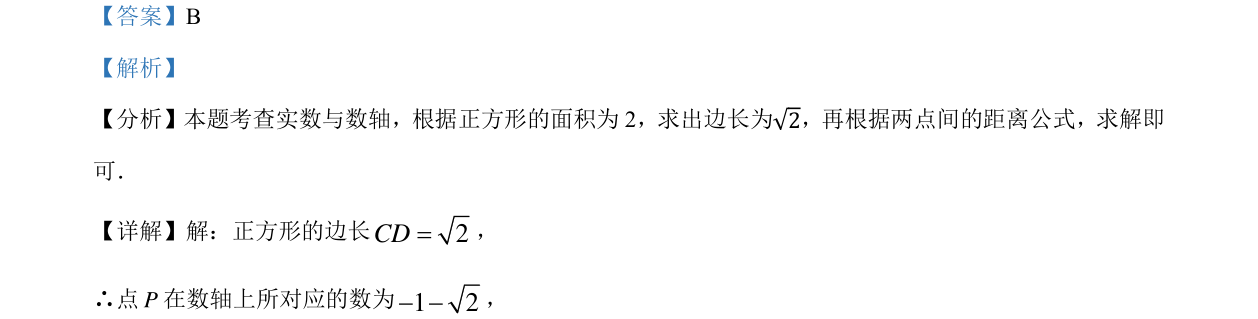 【答案】B
【解析】
【分析】本题考查实数与数轴，根据正方形的面积为 2，求出边长为√2，再根据两点间的距离公式，求解即
可．
【详解】解：正方形的边长 CD = √2 ，
∴点 P 在数轴上所对应的数为 –1– √2 ，